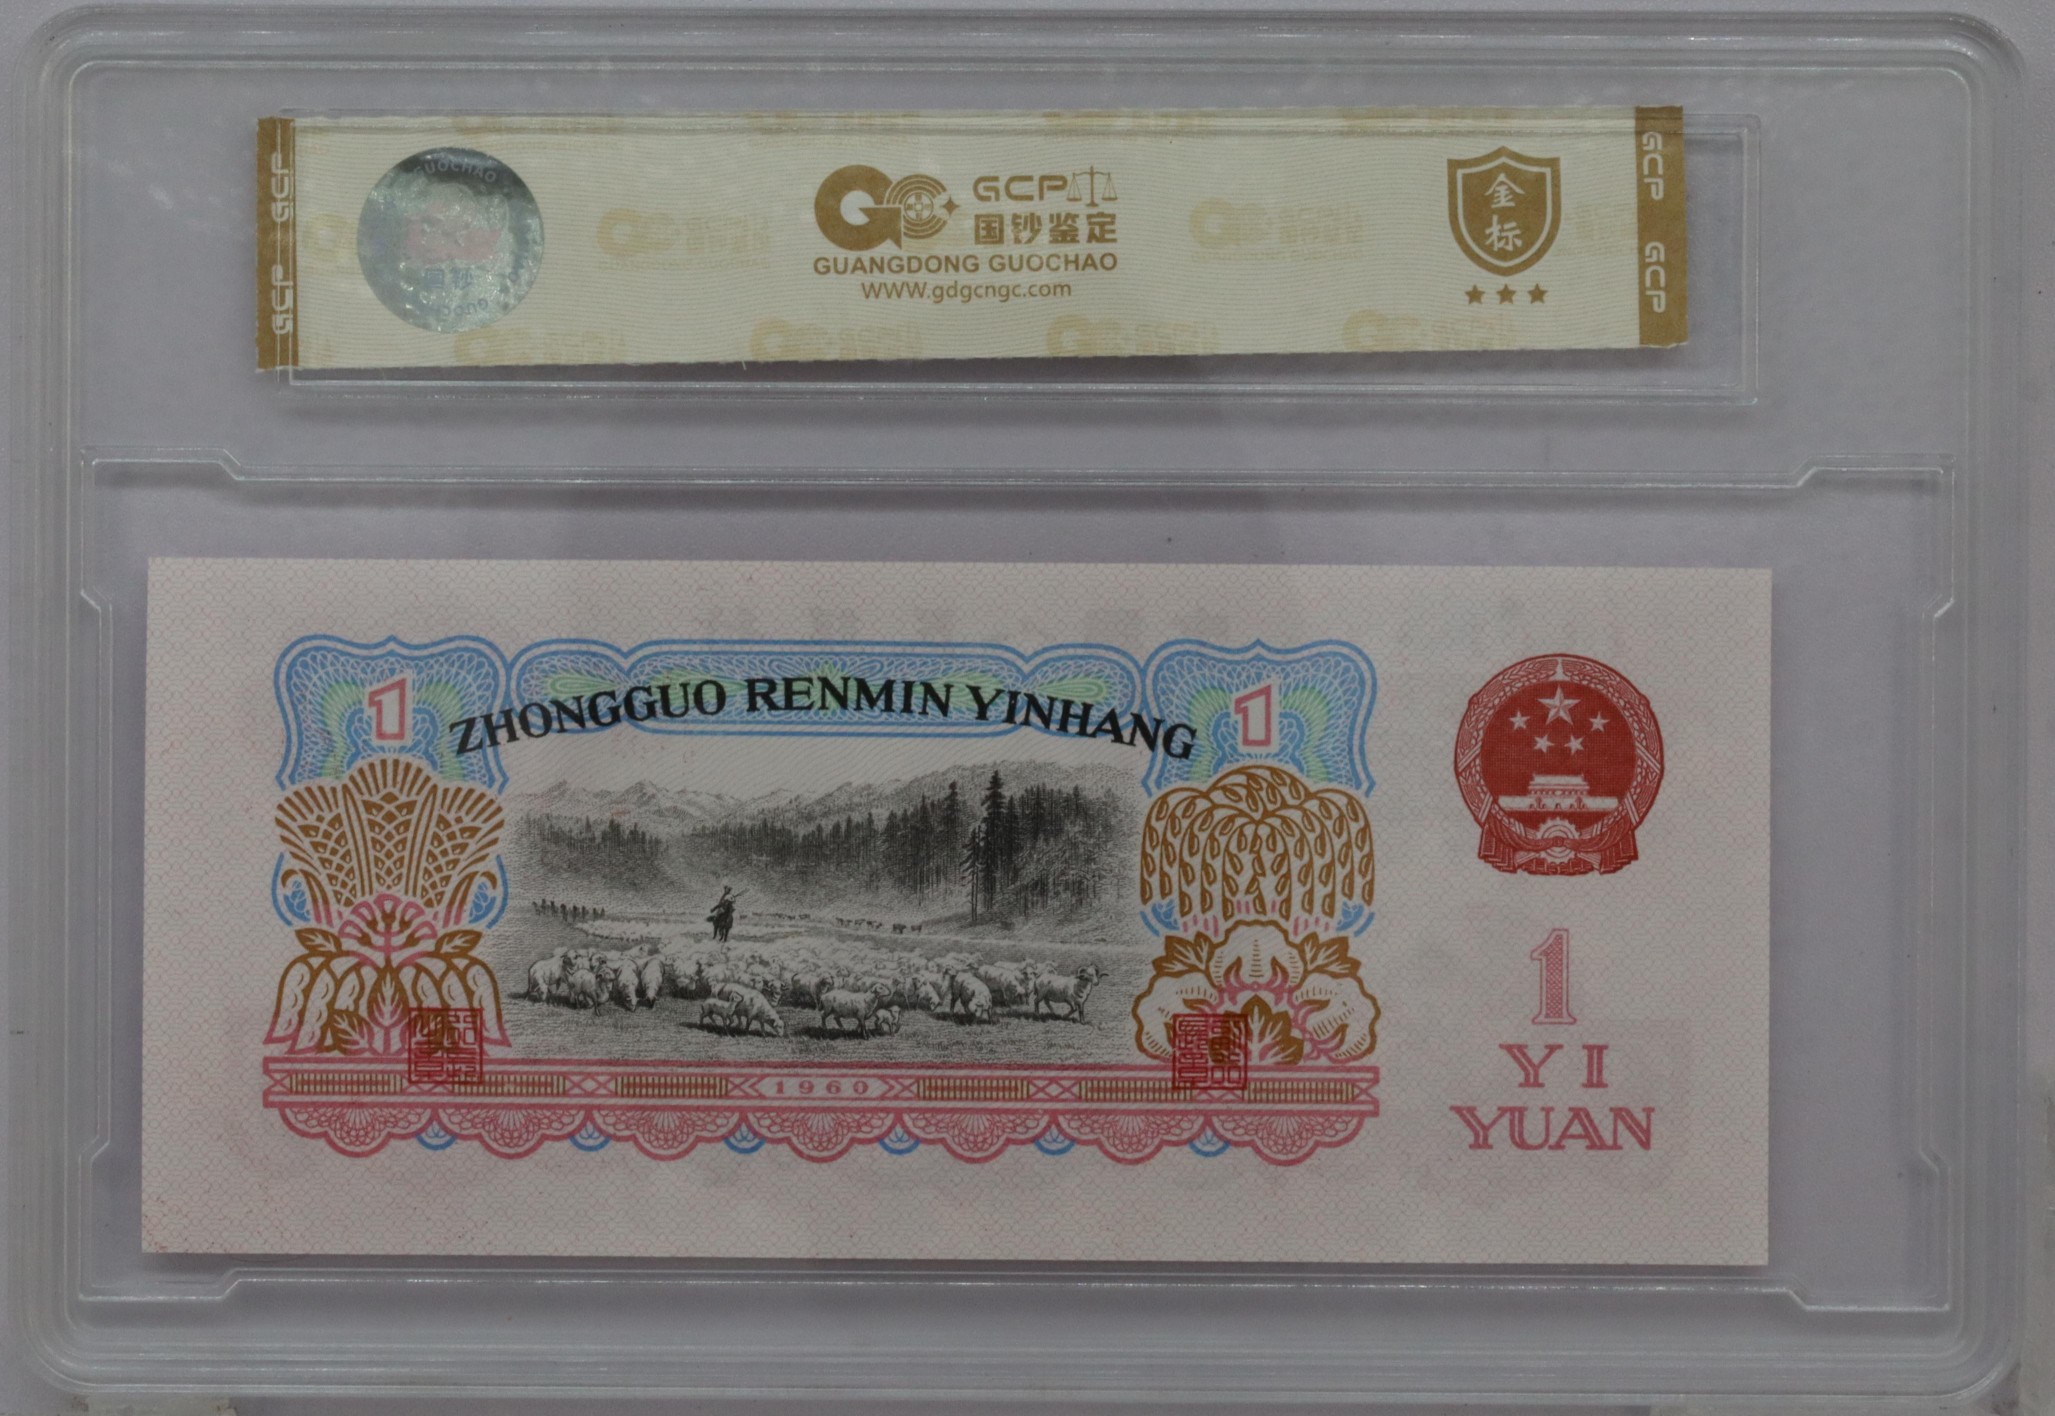 GUOCHAO
GCP
国钞鉴定
GUANGDONG GUOCHAO
www.gdgcngc.com
金
标
GCP GCP
GCP GCP
ZHONGGUO RENMIN YINHANG
1
1
1960
1
YI
YUAN